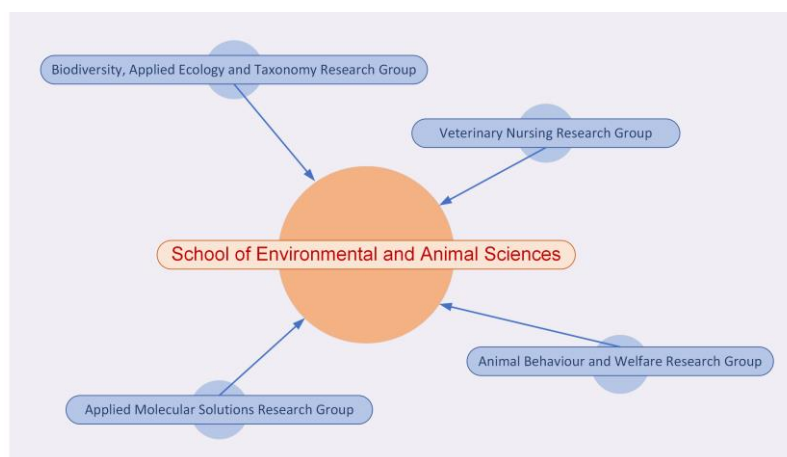 Biodiversity, Applied Ecology and Taxonomy Research Group
Veterinary Nursing Research Group
School of Environmental and Animal Sciences
Animal Behaviour and Welfare Research Group
Applied Molecular Solutions Research Group